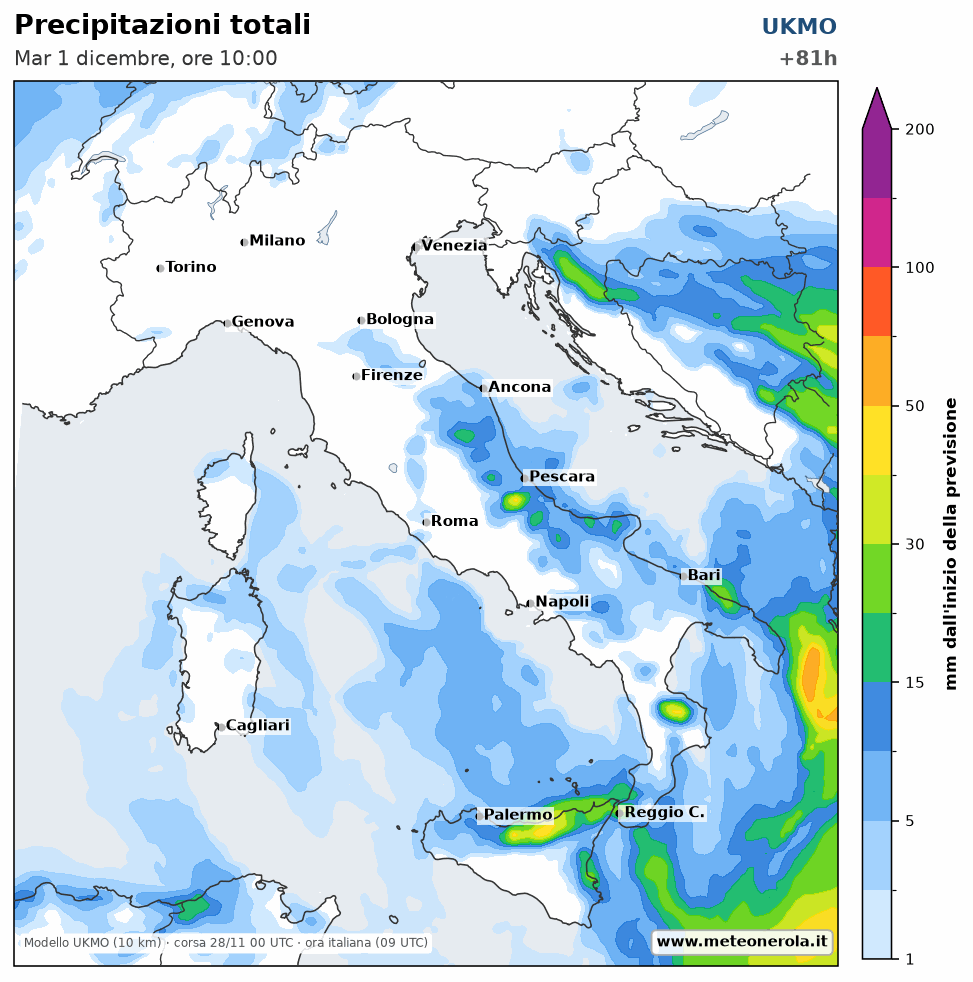 Precipitazioni totali
UKMO
Mar 1 dicembre, ore 10:00
+81h
Milano
Venezia
Torino
Genova
Bologna
Firenze
Ancona
Pescara
Roma
Bari
Napoli
Cagliari
Palermo
Reggio C.
200
100
50
30
15
5
1
mm dall'inizio della previsione
Modello UKMO (10 km) · corsa 28/11 00 UTC · ora italiana (09 UTC)
www.meteonerola.it